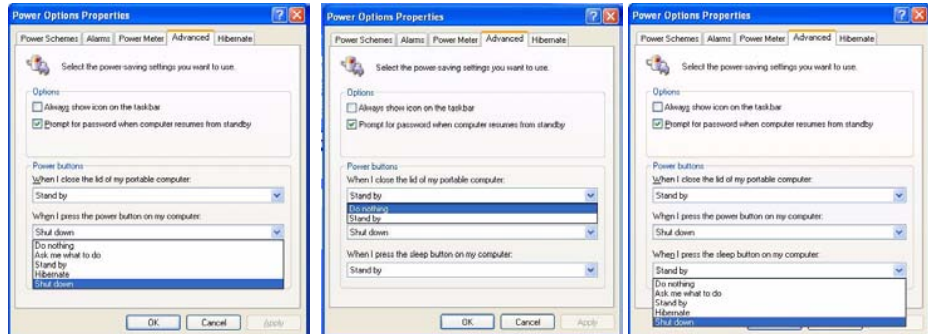 Power Options Properties
Power Schemes Alarms Power Meter Advanced Hibernate
Select the power-saving settings you want to use.
Options
Always show icon on the taskbar
Prompt for password when computer resumes from standby
Power buttons
When I close the lid of my portable computer:
Stand by
When I press the power button on my computer:
Shut down
Do nothing
Ask me what to do
Stand by
Hibernate
Shut down
OK Cancel Apply
Power Options Properties
Power Schemes Alarms Power Meter Advanced Hibernate
Select the power-saving settings you want to use.
Options
Always show icon on the taskbar
Prompt for password when computer resumes from standby
Power buttons
When I close the lid of my portable computer:
Stand by
Do nothing
Stand by
Shut down
When I press the sleep button on my computer:
Stand by
OK Cancel Apply
Power Options Properties
Power Schemes Alarms Power Meter Advanced Hibernate
Select the power-saving settings you want to use.
Options
Always show icon on the taskbar
Prompt for password when computer resumes from standby
Power buttons
When I close the lid of my portable computer:
Stand by
When I press the power button on my computer:
Shut down
When I press the sleep button on my computer:
Stand by
Do nothing
Ask me what to do
Stand by
Hibernate
Shut down